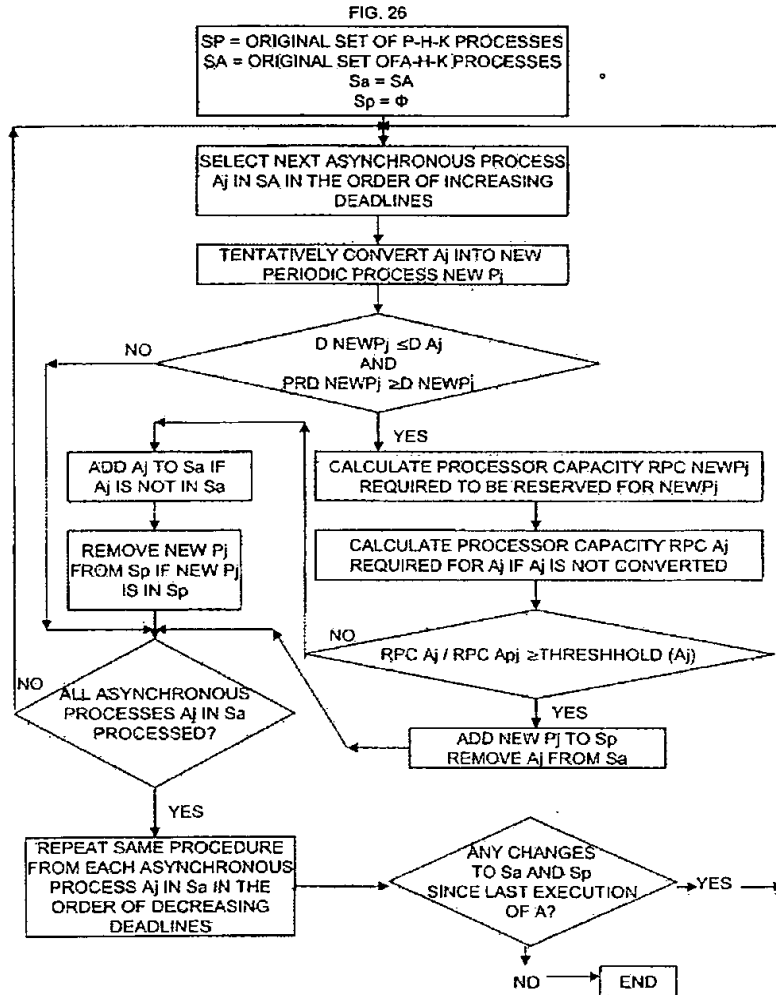 FIG. 26
SP = ORIGINAL SET OF P-H-K PROCESSES
SA = ORIGINAL SET OFA-H-K PROCESSES
Sa = SA
Sp = Φ
SELECT NEXT ASYNCHRONOUS PROCESS
Aj IN SA IN THE ORDER OF INCREASING
DEADLINES
TENTATIVELY CONVERT Aj INTO NEW
PERIODIC PROCESS NEW Pj
NO
D NEWPj ≤D Aj
AND
PRD NEWPj ≥D NEWPj
YES
ADD Aj TO Sa IF
Aj IS NOT IN Sa
CALCULATE PROCESSOR CAPACITY RPC NEWPj
REQUIRED TO BE RESERVED FOR NEWPj
REMOVE NEW Pj
FROM Sp IF NEW Pj
IS IN Sp
CALCULATE PROCESSOR CAPACITY RPC Aj
REQUIRED FOR Aj IF Aj IS NOT CONVERTED
NO
RPC Aj / RPC Apj ≥THRESHHOLD (Aj)
NO
ALL ASYNCHRONOUS
PROCESSES Aj IN Sa
PROCESSED?
YES
ADD NEW Pj TO Sp
REMOVE Aj FROM Sa
YES
REPEAT SAME PROCEDURE
FROM EACH ASYNCHRONOUS
PROCESS Aj IN Sa IN THE
ORDER OF DECREASING
DEADLINES
ANY CHANGES
TO Sa AND Sp
SINCE LAST EXECUTION
OF A?
YES
NO
END